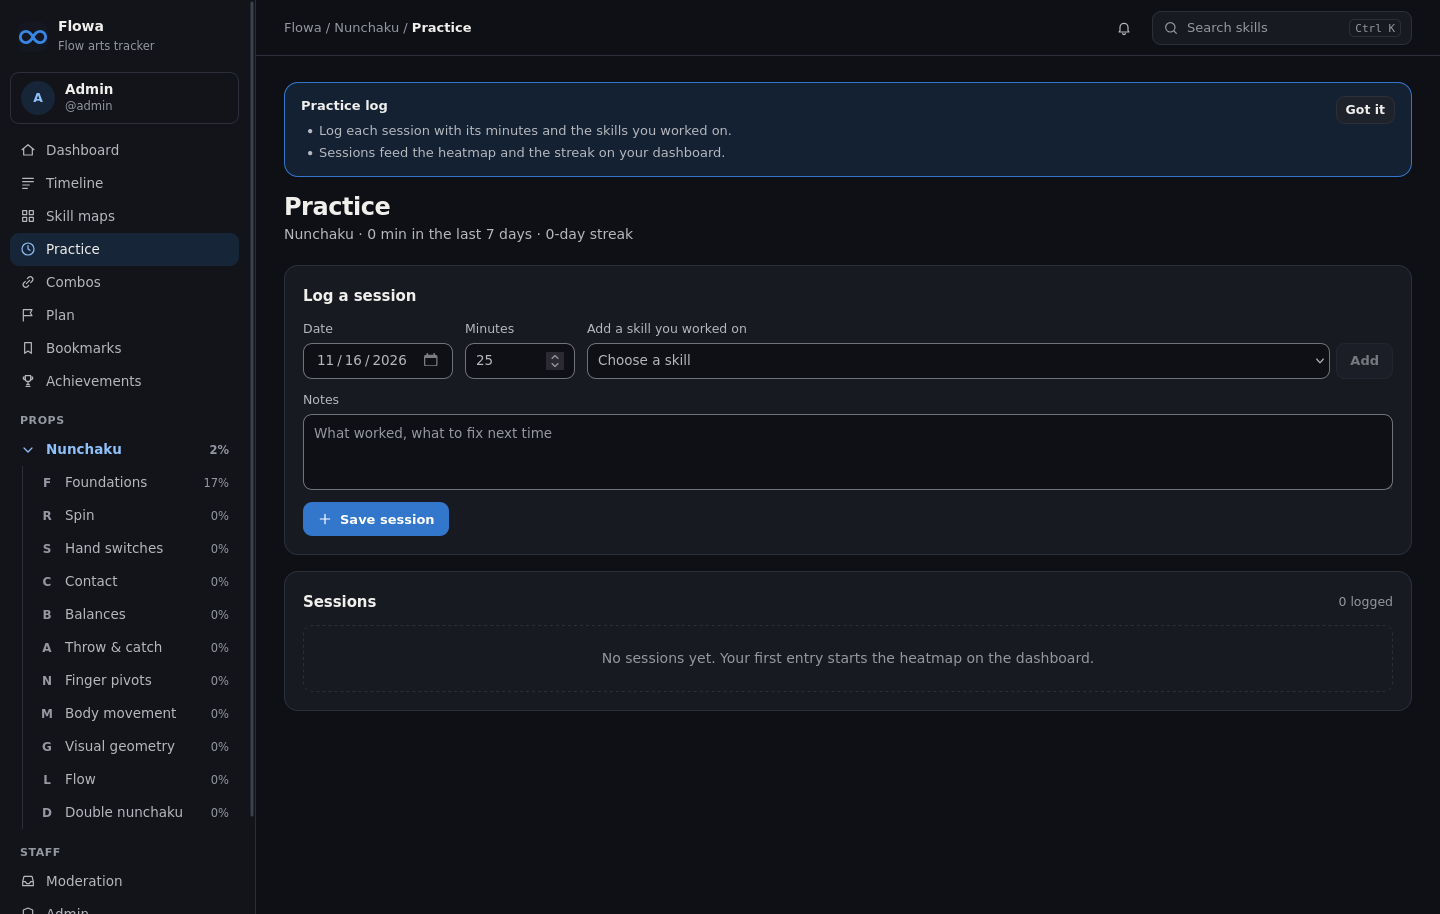 Flowa
Flow arts tracker
A
Admin
@admin
Dashboard
Timeline
Skill maps
Practice
Combos
Plan
Bookmarks
Achievements
PROPS
Nunchaku 2%
F Foundations 17%
R Spin 0%
S Hand switches 0%
C Contact 0%
B Balances 0%
A Throw & catch 0%
N Finger pivots 0%
M Body movement 0%
G Visual geometry 0%
L Flow 0%
D Double nunchaku 0%
STAFF
Moderation
Admin
Flowa / Nunchaku / Practice
Search skills Ctrl K
Practice log
Got it
• Log each session with its minutes and the skills you worked on.
• Sessions feed the heatmap and the streak on your dashboard.
Practice
Nunchaku · 0 min in the last 7 days · 0-day streak
Log a session
Date Minutes Add a skill you worked on
11/16/2026 25 Choose a skill Add
Notes
What worked, what to fix next time
Save session
Sessions 0 logged
No sessions yet. Your first entry starts the heatmap on the dashboard.